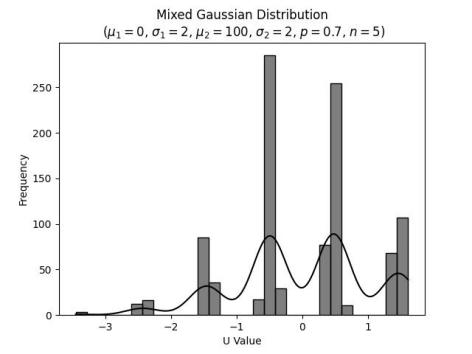 Mixed Gaussian Distribution
(μ₁ = 0, σ₁ = 2, μ₂ = 100, σ₂ = 2, p = 0.7, n = 5)
250
200
150
100
50
0
Frequency
−3 −2 −1 0 1
U Value